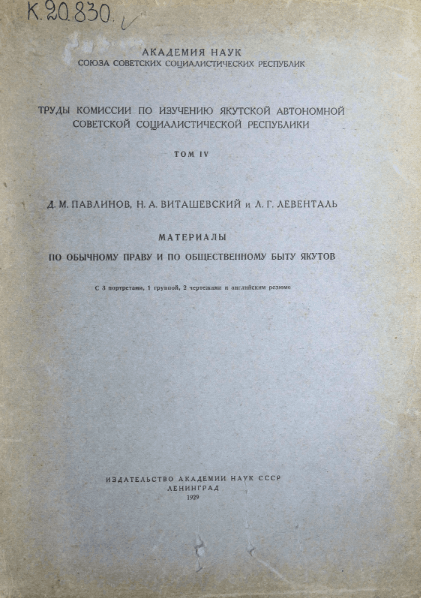 К.20.830.
АКАДЕМИЯ НАУК
СОЮЗА СОВЕТСКИХ СОЦИАЛИСТИЧЕСКИХ РЕСПУБЛИК
ТРУДЫ КОМИССИИ ПО ИЗУЧЕНИЮ ЯКУТСКОЙ АВТОНОМНОЙ
СОВЕТСКОЙ СОЦИАЛИСТИЧЕСКОЙ РЕСПУБЛИКИ
ТОМ IV
Д. М. ПАВЛИНОВ, Н. А. ВИТАШЕВСКИЙ и Л. Г. ЛЕВЕНТАЛЬ
МАТЕРИАЛЫ
ПО ОБЫЧНОМУ ПРАВУ И ПО ОБЩЕСТВЕННОМУ БЫТУ ЯКУТОВ
С 3 портретами, 1 группой, 2 чертежами и английским резюме
ИЗДАТЕЛЬСТВО АКАДЕМИИ НАУК СССР
ЛЕНИНГРАД
1929